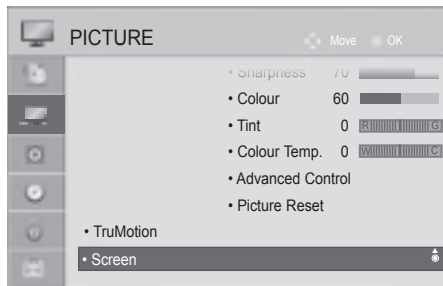 PICTURE
Move OK
• Sharpness 70
• Colour 60
• Tint 0 R G
• Colour Temp. 0 W C
• Advanced Control
• Picture Reset
• TruMotion
• Screen